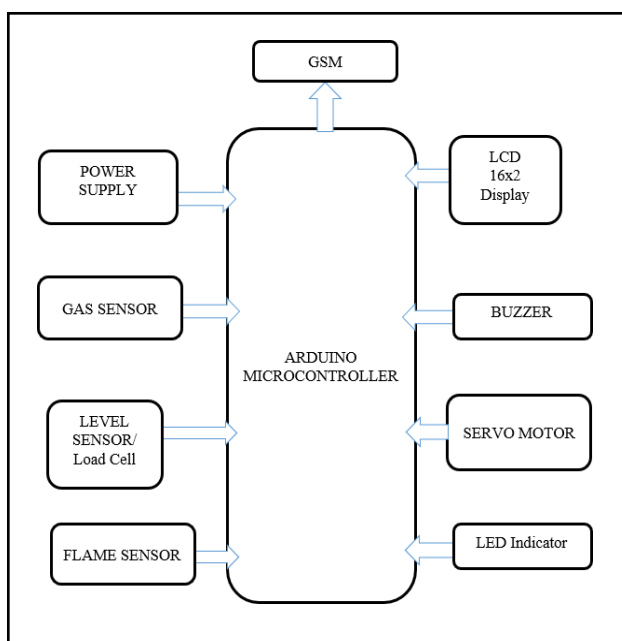 GSM
POWER
SUPPLY
LCD
16x2
Display
GAS SENSOR
BUZZER
ARDUINO
MICROCONTROLLER
LEVEL
SENSOR/
Load Cell
SERVO MOTOR
FLAME SENSOR
LED Indicator